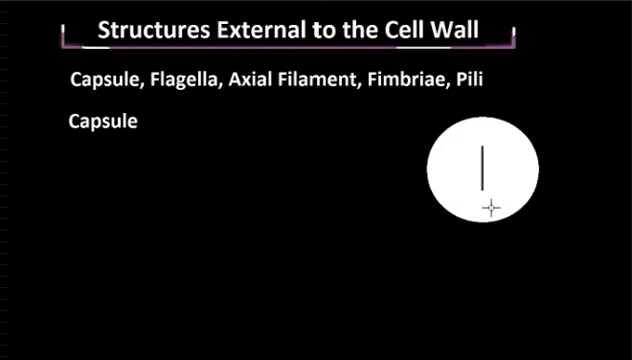 Structures External to the Cell Wall
Capsule, Flagella, Axial Filament, Fimbriae, Pili
Capsule